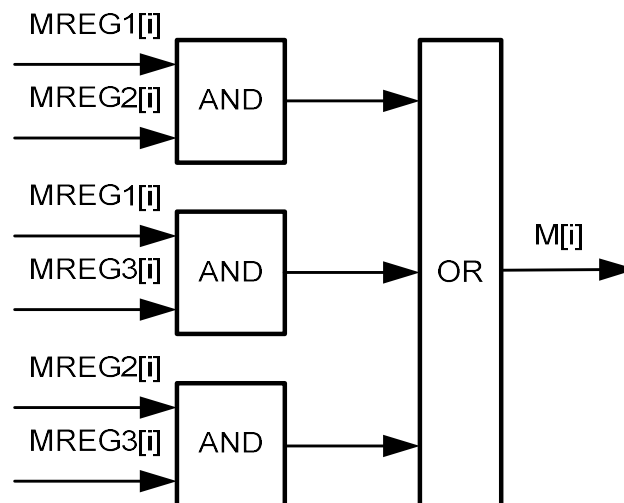 MREG1[i]
AND
MREG2[i]
MREG1[i]
AND
MREG3[i]
OR
M[i]
MREG2[i]
AND
MREG3[i]